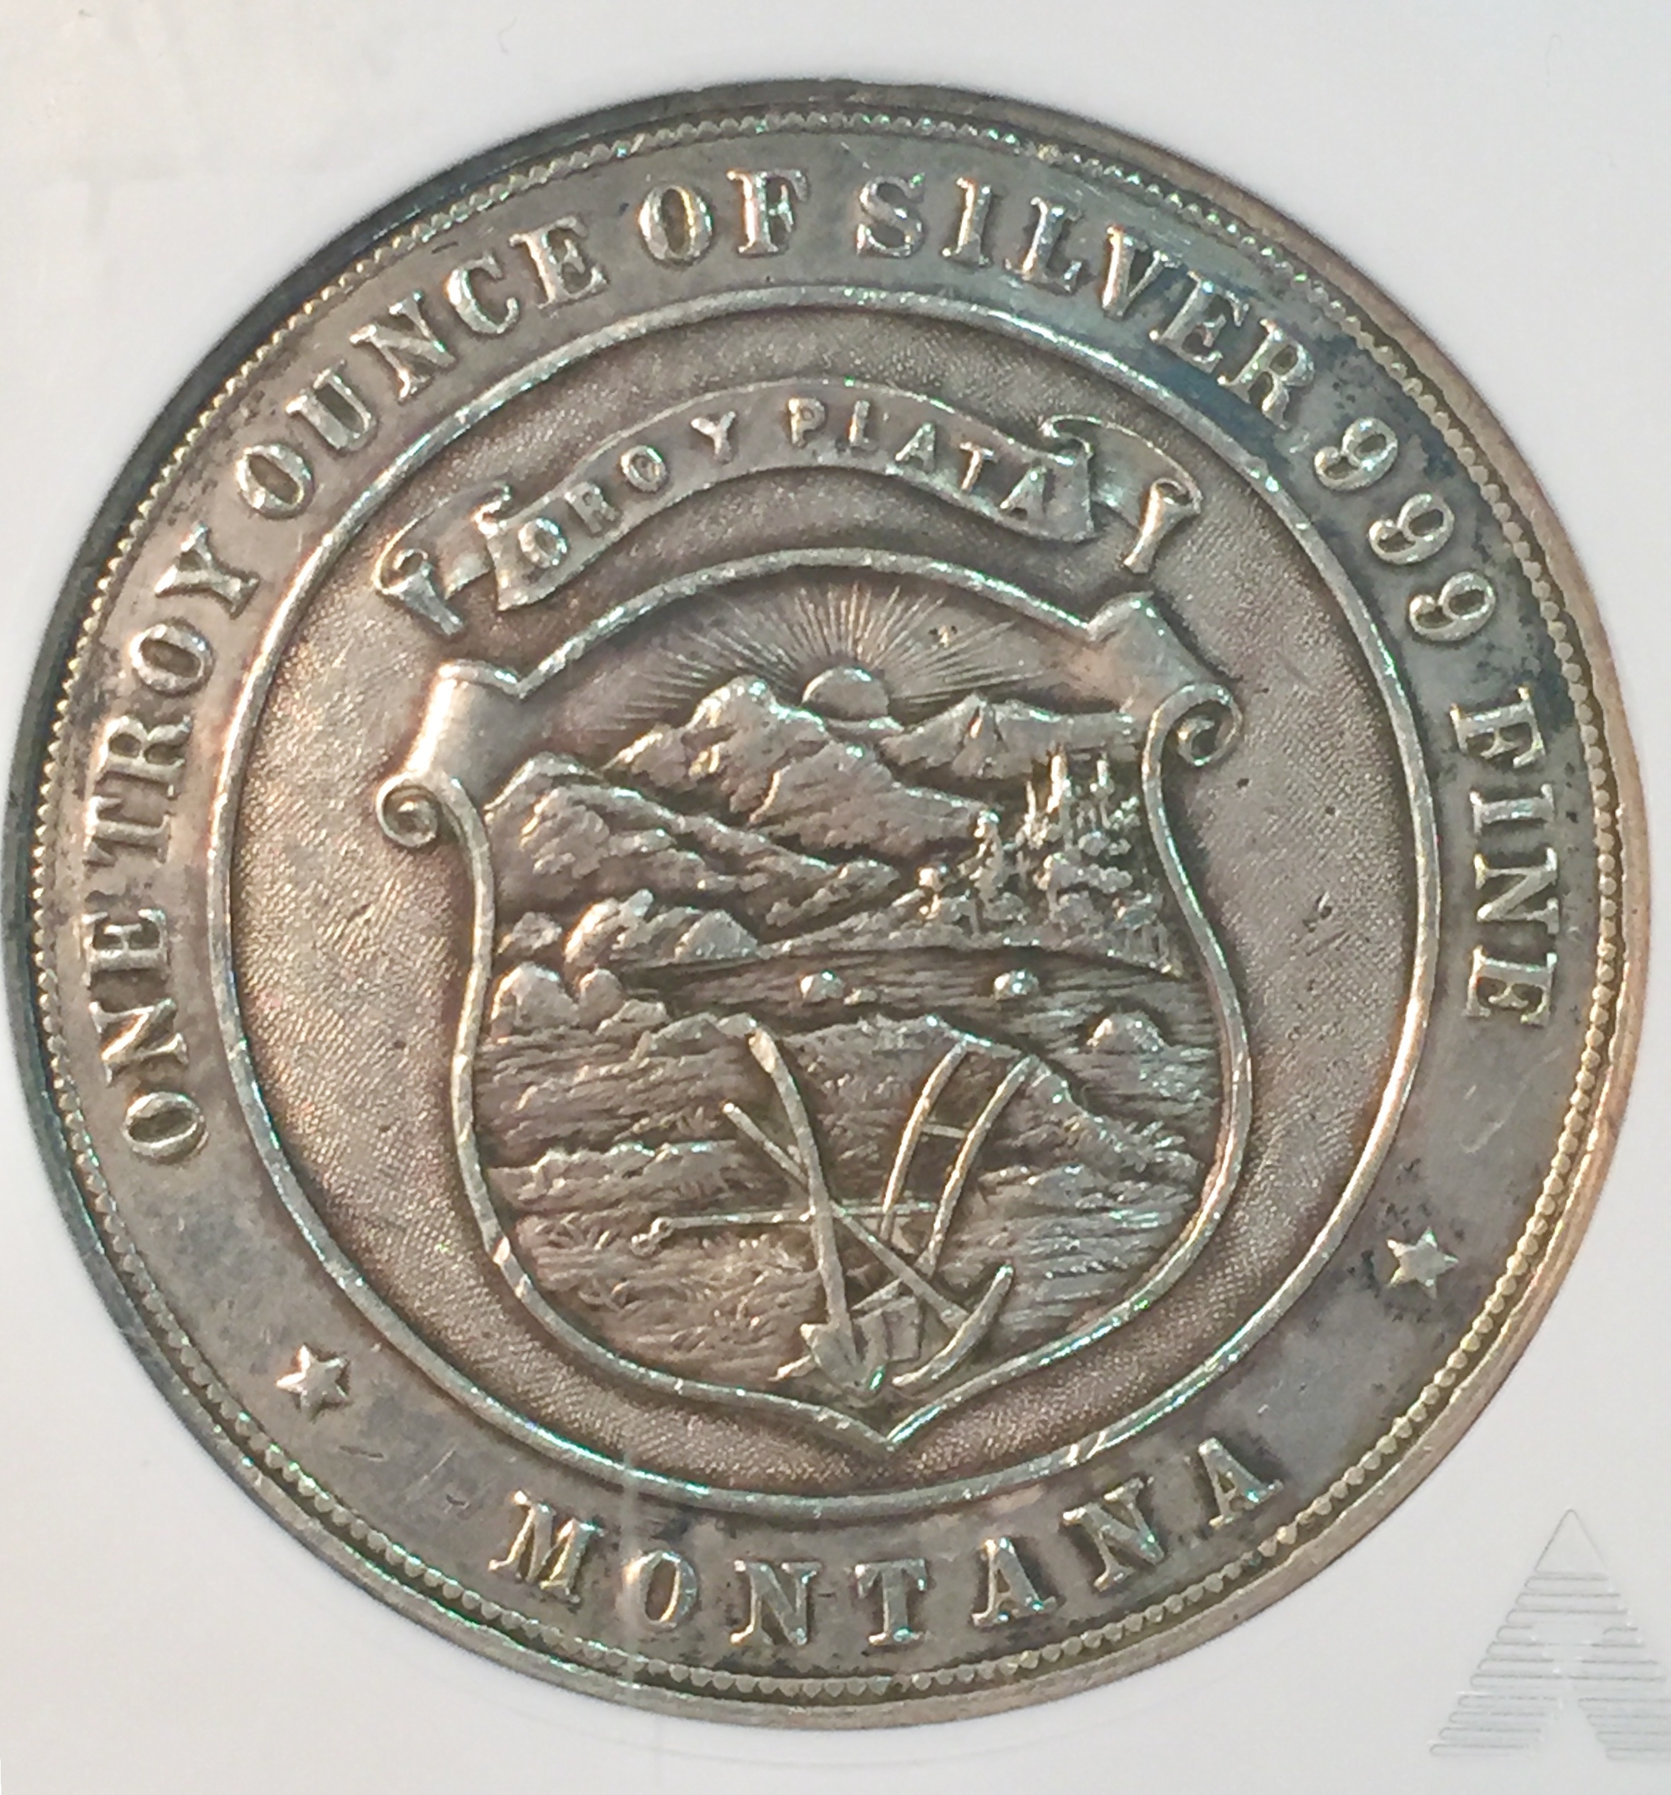 ONE TROY OUNCE OF SILVER 999 FINE
ORO Y PLATA
MONTANA